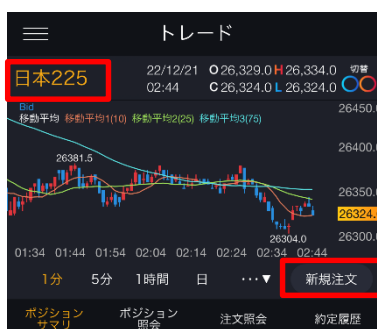 トレード
日本225
22/12/21 O 26,329.0 H 26,334.0 切替
02:44 C 26,324.0 L 26,324.0
Bid
移動平均 移動平均1(10) 移動平均2(25) 移動平均3(75)
26450.
26400.
26381.5
26350.
26324.
26304.0
26300.
01:34 01:44 01:54 02:04 02:14 02:24 02:34 02:44
1分 5分 1時間 日 ···▼ 新規注文
ポジション ポジション 注文照会 約定履歴
サマリ 照会